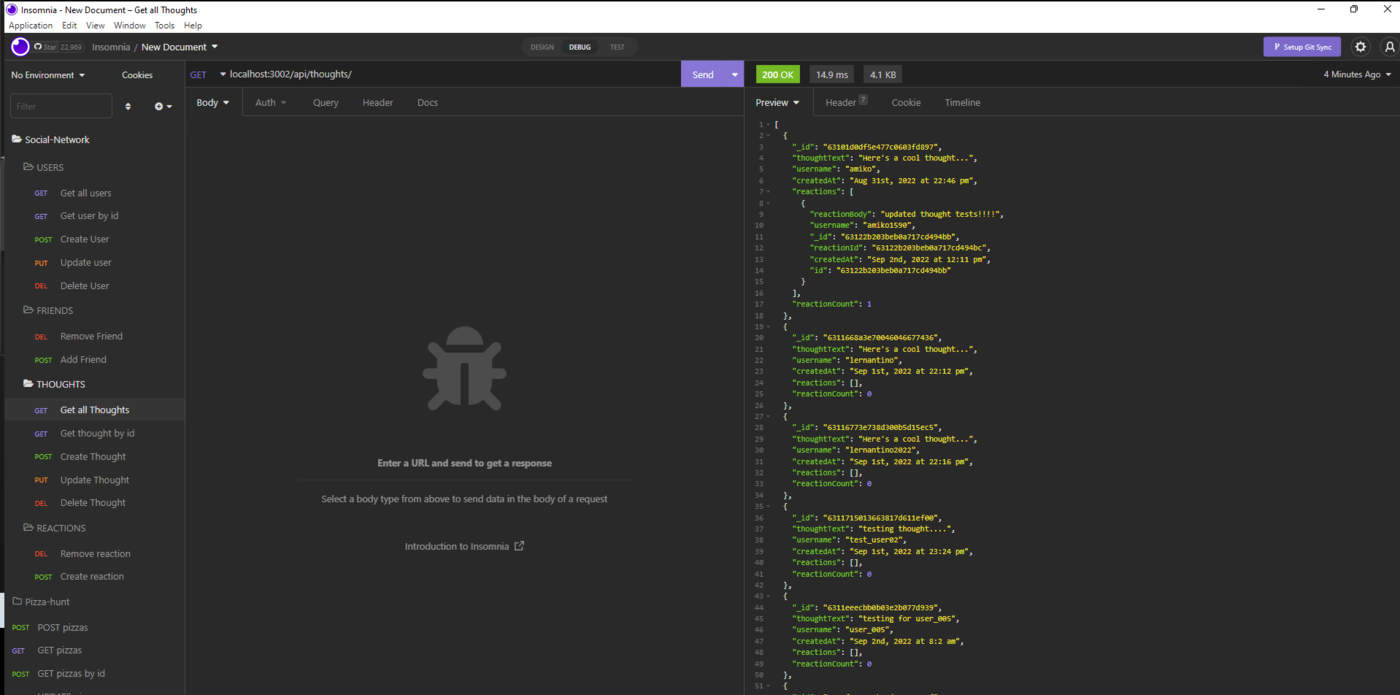 Insomnia - New Document – Get all Thoughts
Application Edit View Window Tools Help
Star 22,969 Insomnia / New Document
DESIGN DEBUG TEST
Setup Git Sync
No Environment Cookies
Filter
Social-Network
USERS
GET Get all users
GET Get user by id
POST Create User
PUT Update user
DEL Delete User
FRIENDS
DEL Remove Friend
POST Add Friend
THOUGHTS
GET Get all Thoughts
GET Get thought by id
POST Create Thought
PUT Update Thought
DEL Delete Thought
REACTIONS
DEL Remove reaction
POST Create reaction
Pizza-hunt
POST POST pizzas
GET GET pizzas
POST GET pizzas by id
GET localhost:3002/api/thoughts/ Send
Body Auth Query Header Docs
Enter a URL and send to get a response
Select a body type from above to send data in the body of a request
Introduction to Insomnia
200 OK 14.9 ms 4.1 KB 4 Minutes Ago
Preview Header 7 Cookie Timeline
1 [
2 {
3 "_id": "63101d0df5e477c0603fd897",
4 "thoughtText": "Here's a cool thought...",
5 "username": "amiko",
6 "createdAt": "Aug 31st, 2022 at 22:46 pm",
7 "reactions": [
8 {
9 "reactionBody": "updated thought tests!!!!",
10 "username": "amiko1590",
11 "_id": "63122b203beb0a717cd494bb",
12 "reactionId": "63122b203beb0a717cd494bc",
13 "createdAt": "Sep 2nd, 2022 at 12:11 pm",
14 "id": "63122b203beb0a717cd494bb"
15 }
16 ],
17 "reactionCount": 1
18 },
19 {
20 "_id": "6311668a3e70046046677436",
21 "thoughtText": "Here's a cool thought...",
22 "username": "lernantino",
23 "createdAt": "Sep 1st, 2022 at 22:12 pm",
24 "reactions": [],
25 "reactionCount": 0
26 },
27 {
28 "_id": "63116773e738d300b5d15ec5",
29 "thoughtText": "Here's a cool thought...",
30 "username": "lernantino2022",
31 "createdAt": "Sep 1st, 2022 at 22:16 pm",
32 "reactions": [],
33 "reactionCount": 0
34 },
35 {
36 "_id": "6311715013663817d611ef00",
37 "thoughtText": "testing thought....",
38 "username": "test_user02",
39 "createdAt": "Sep 1st, 2022 at 23:24 pm",
40 "reactions": [],
41 "reactionCount": 0
42 },
43 {
44 "_id": "6311eeecbb0b03e2b077d939",
45 "thoughtText": "testing for user_005",
46 "username": "user_005",
47 "createdAt": "Sep 2nd, 2022 at 8:2 am",
48 "reactions": [],
49 "reactionCount": 0
50 },
51 {